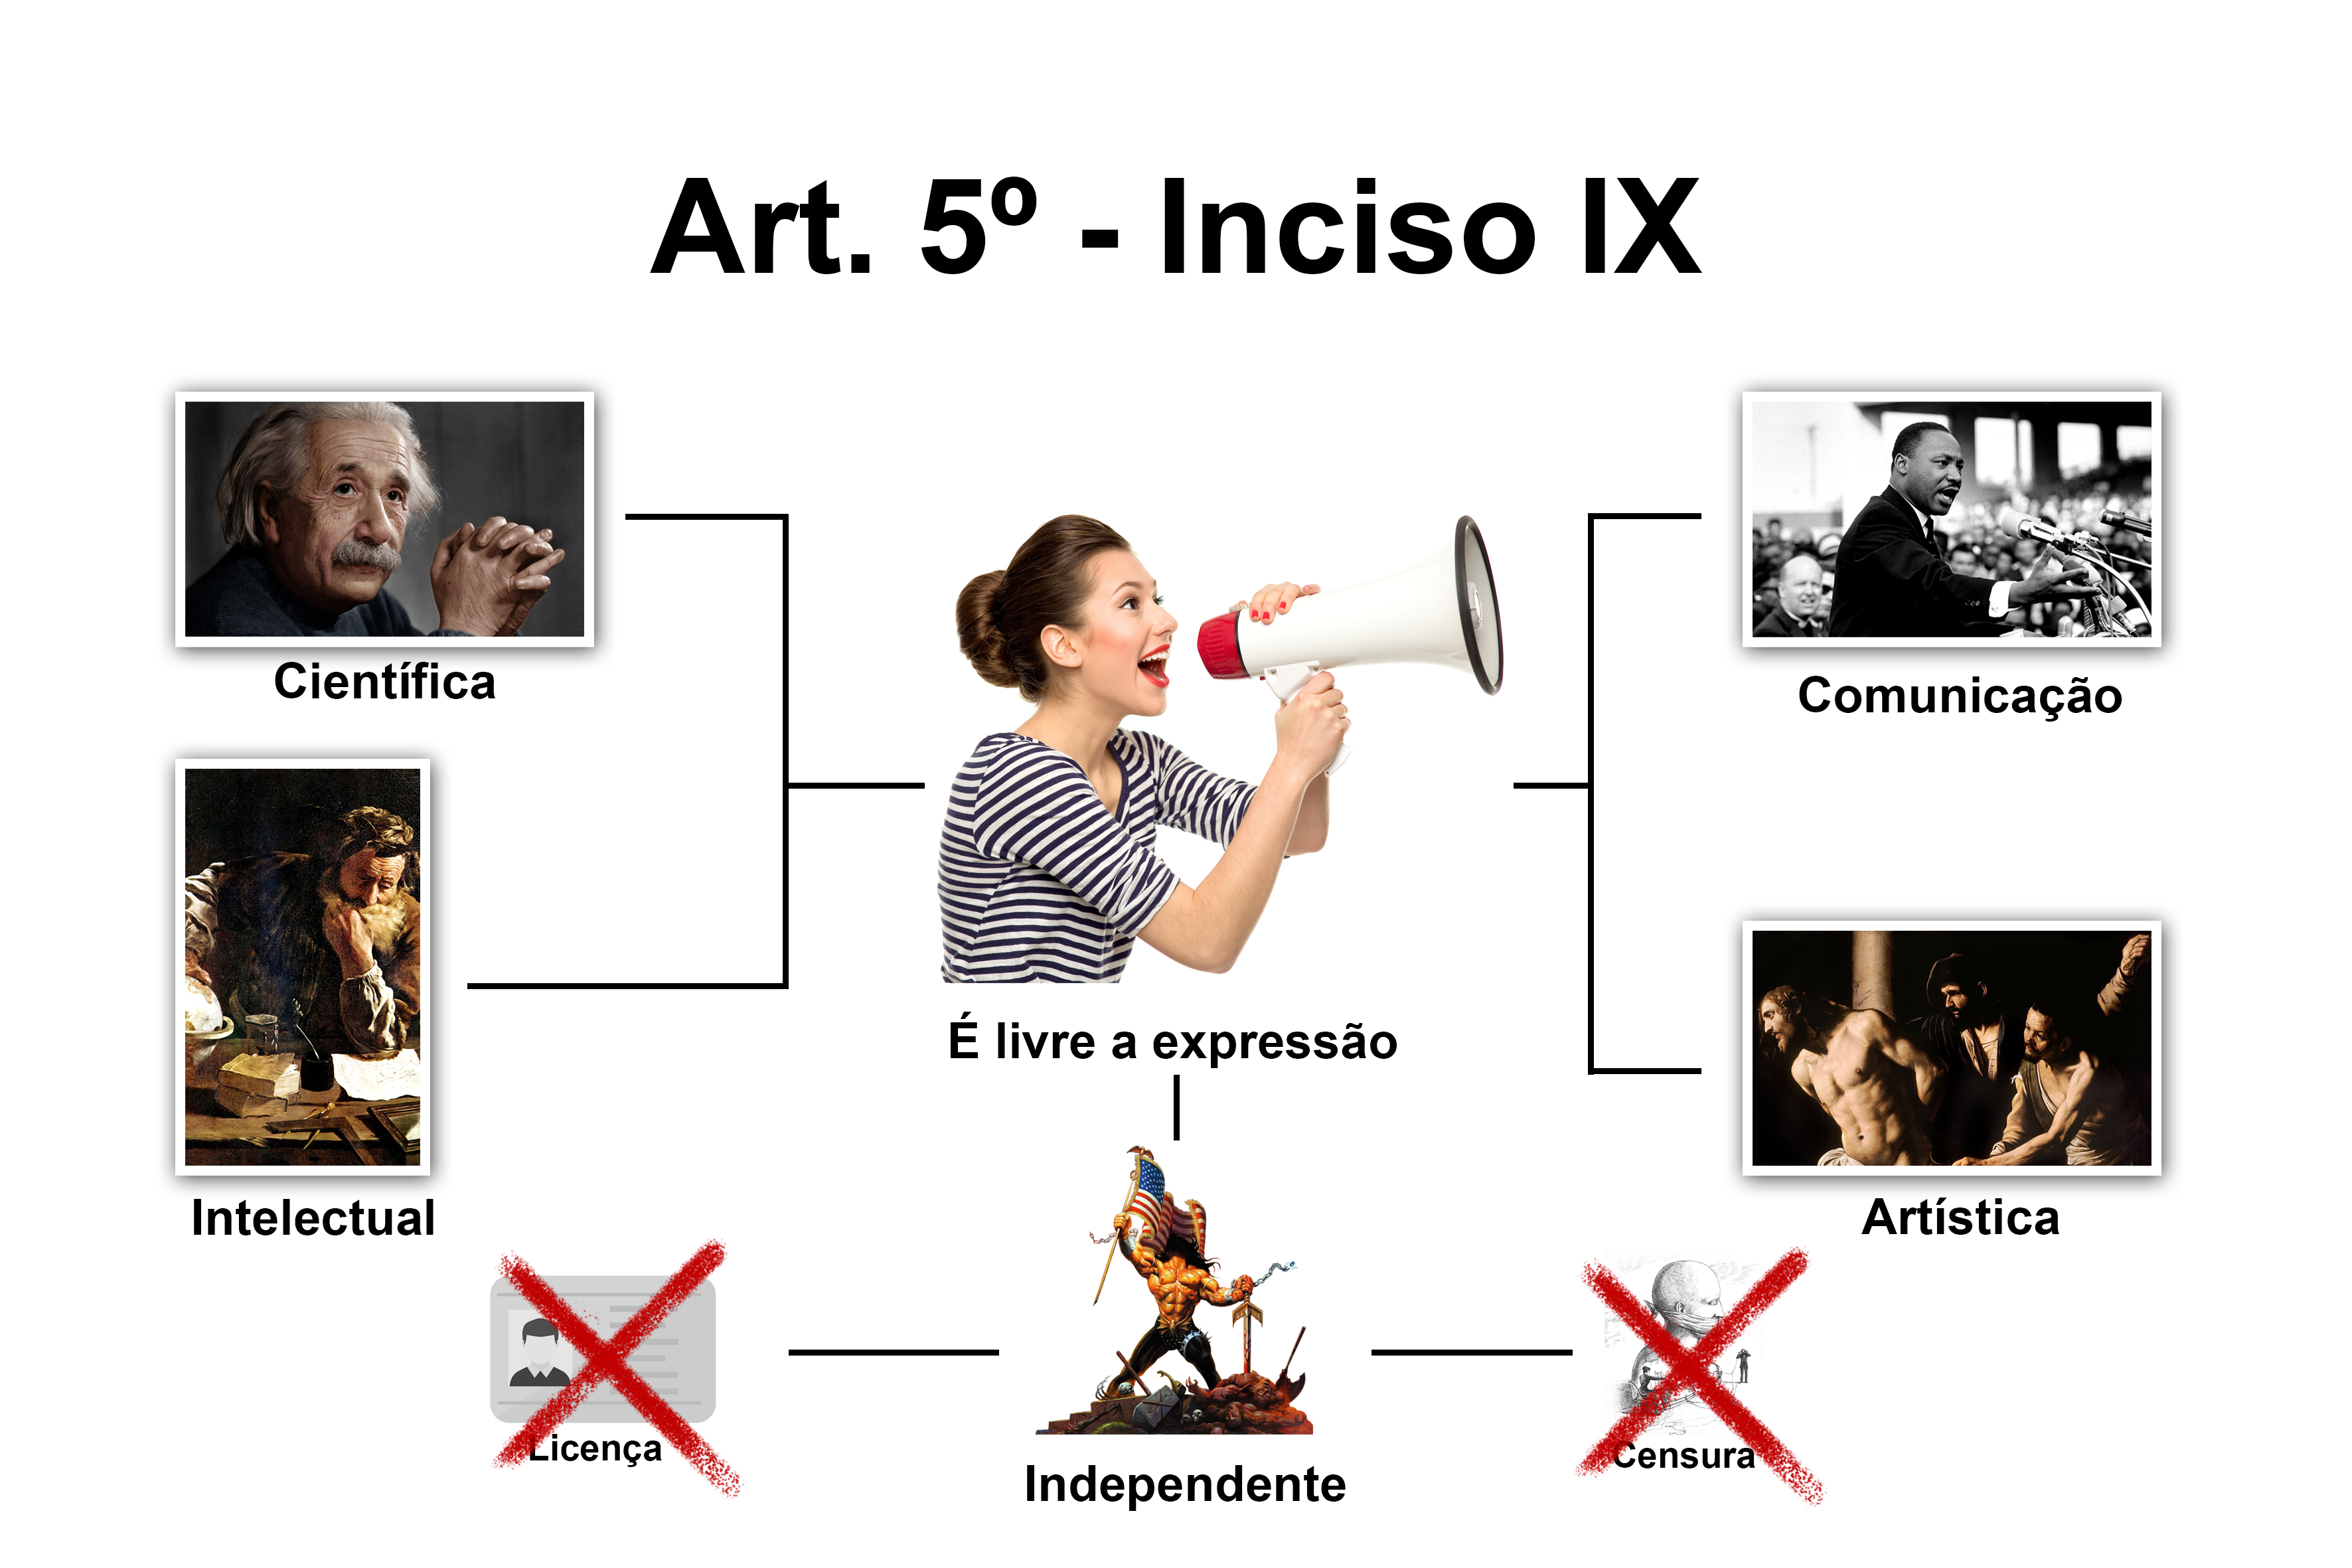 Art. 5º - Inciso IX
Científica
Comunicação
É livre a expressão
Intelectual
Artística
Licença
Independente
Censura